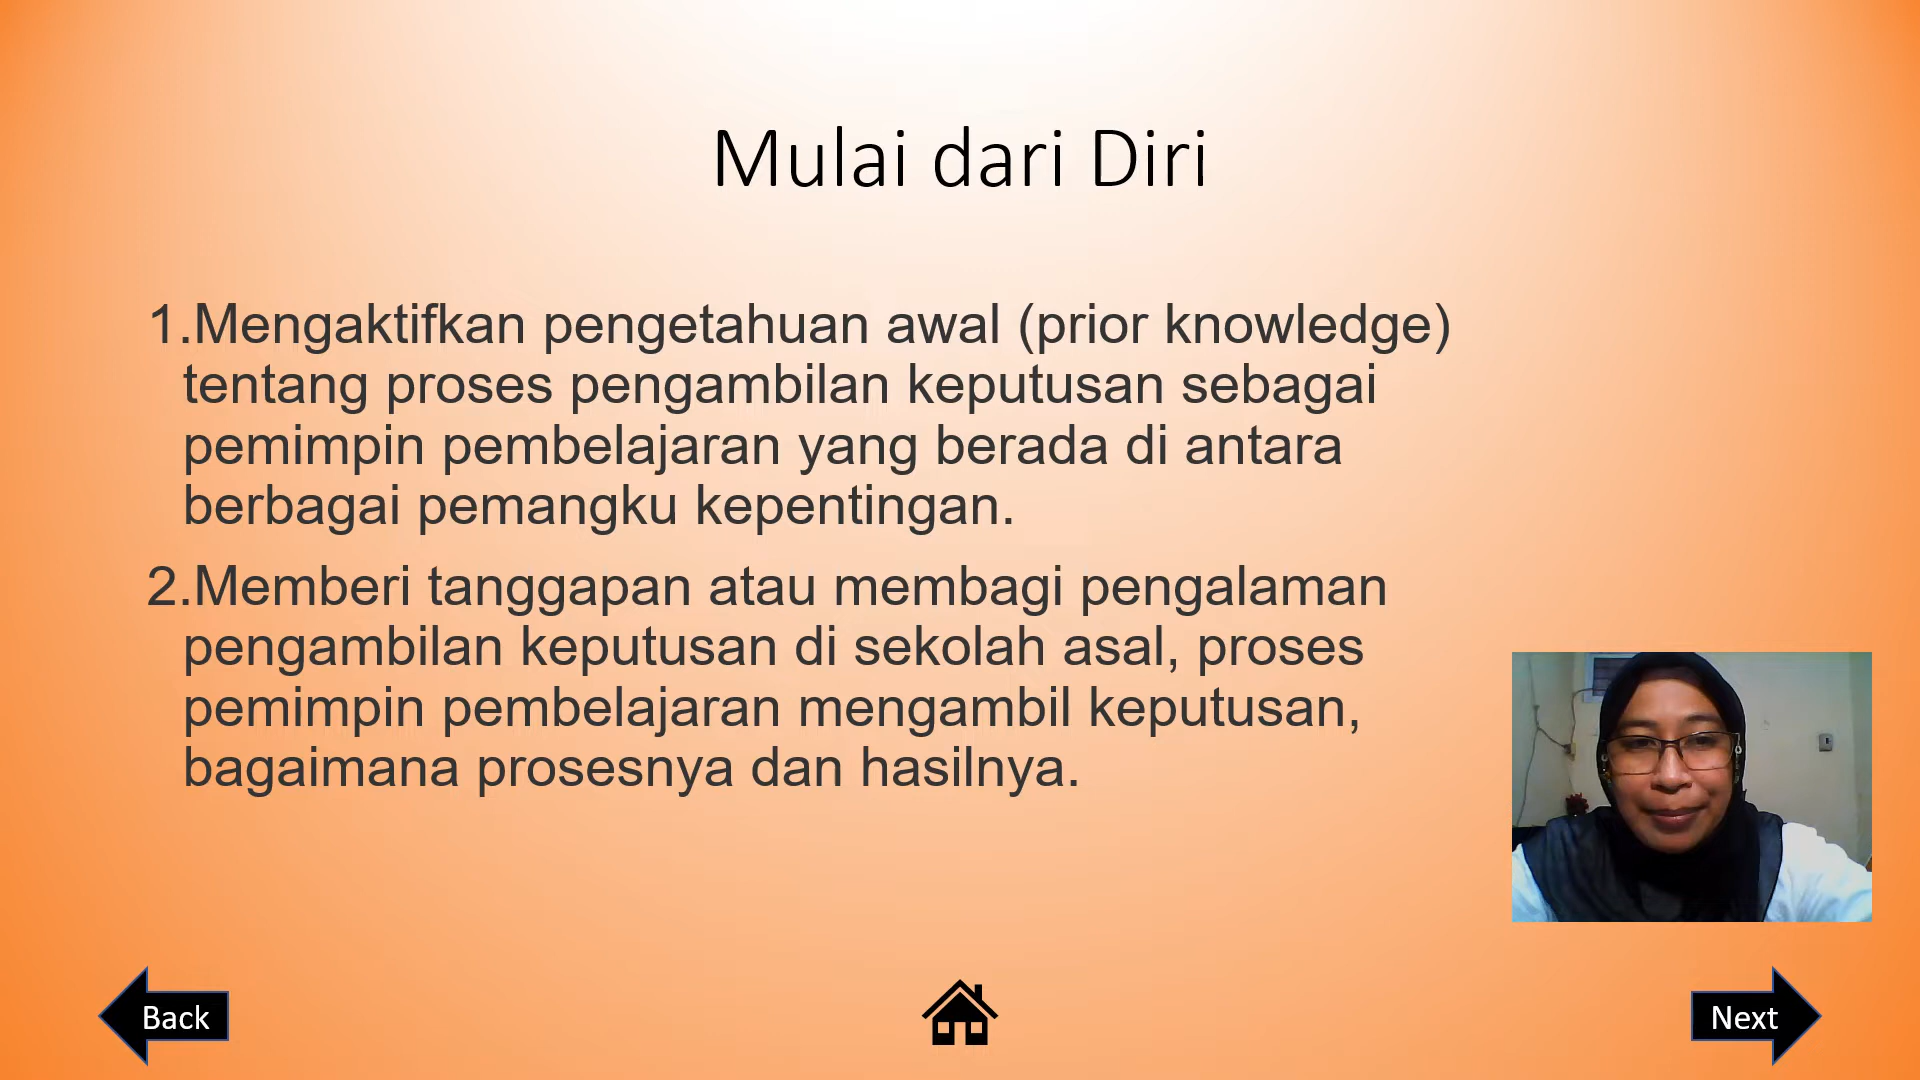 Mulai dari Diri
1.Mengaktifkan pengetahuan awal (prior knowledge)
tentang proses pengambilan keputusan sebagai
pemimpin pembelajaran yang berada di antara
berbagai pemangku kepentingan.
2.Memberi tanggapan atau membagi pengalaman
pengambilan keputusan di sekolah asal, proses
pemimpin pembelajaran mengambil keputusan,
bagaimana prosesnya dan hasilnya.
Back
Next